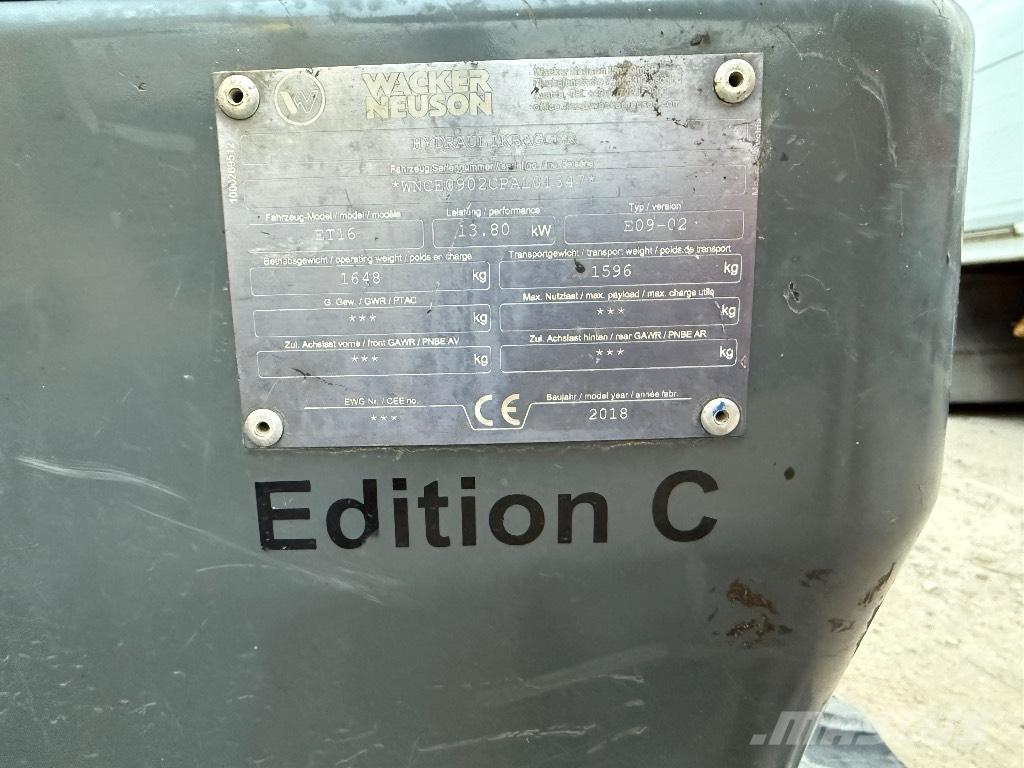 WACKER
NEUSON
HYDRAULIKBAGGER
*WNCE0902CPAL01347*
1000269512
Fahrzeug-Model / model / modèle
Leistung / performance
Typ / version
ET16
13.80 kW
E09-02
Betriebsgewicht / operating weight / poids en charge
Transportgewicht / transport weight / poids de transport
1648 kg
1596 kg
G. Gew. / GWR / PTAC
Max. Nutzlast / max. payload / max. charge utile
*** kg
*** kg
Zul. Achslast vorne / front GAWR / PNBE AV
Zul. Achslast hinten / rear GAWR / PNBE AR
*** kg
*** kg
EWG Nr. / CEE no.
CE
Baujahr / model year / année fabr.
***
2018
Edition C
MASCUS